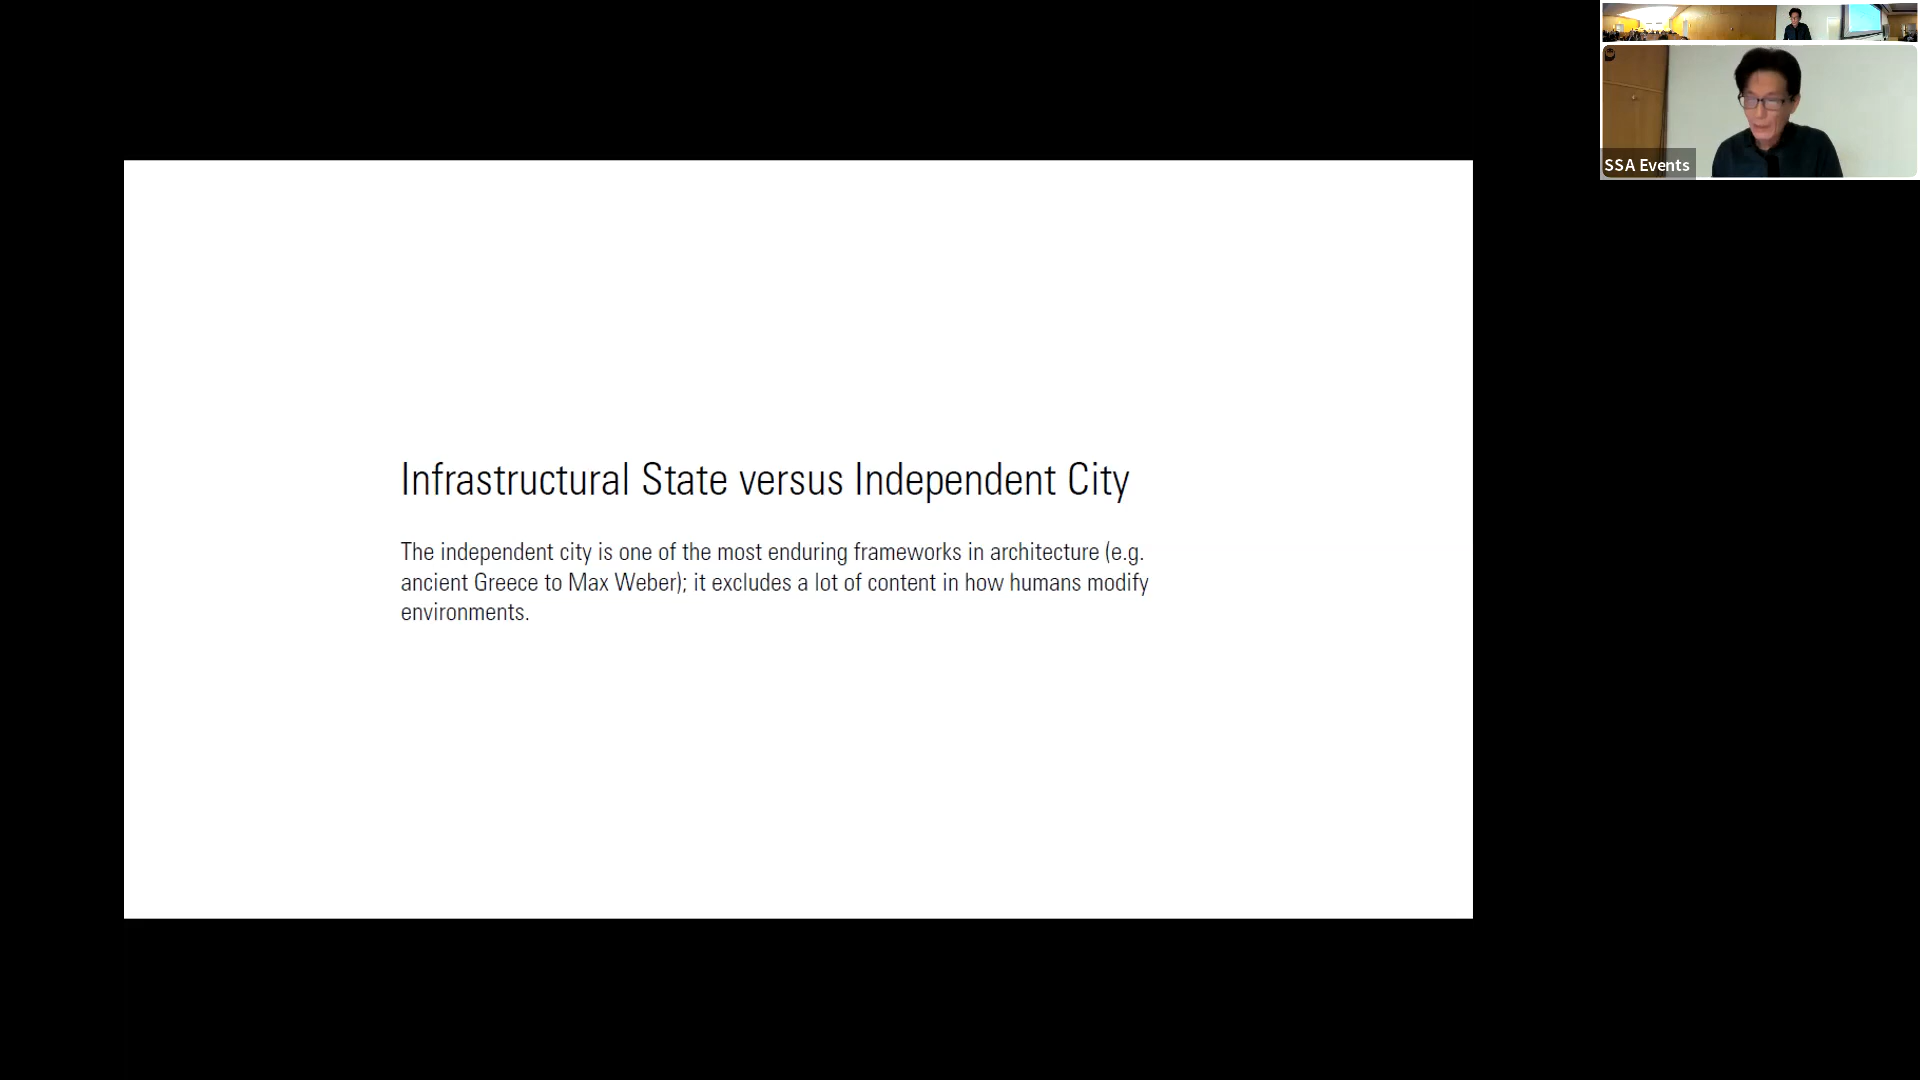 SSA Events
Infrastructural State versus Independent City
The independent city is one of the most enduring frameworks in architecture (e.g.
ancient Greece to Max Weber); it excludes a lot of content in how humans modify
environments.